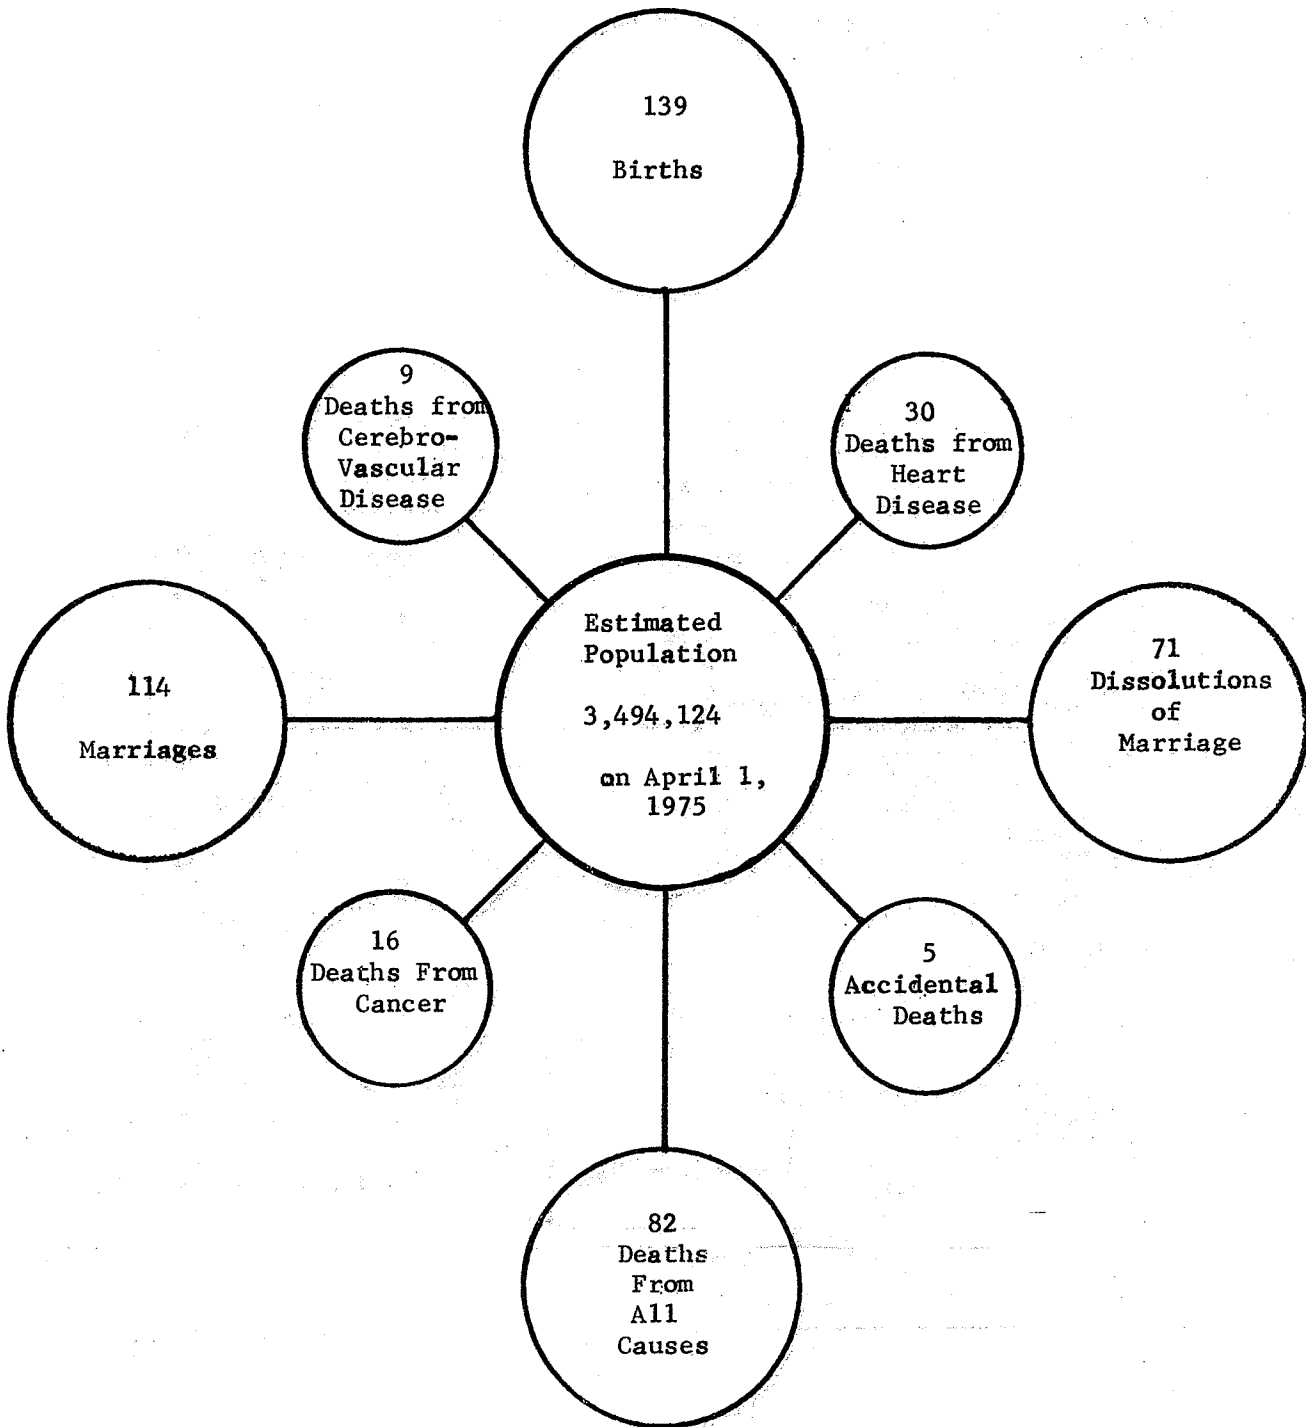 139
Births
9
Deaths from
Cerebro-
Vascular
Disease
30
Deaths from
Heart
Disease
114
Marriages
Estimated
Population
3,494,124
on April 1,
1975
71
Dissolutions
of
Marriage
16
Deaths From
Cancer
5
Accidental
Deaths
82
Deaths
From
All
Causes